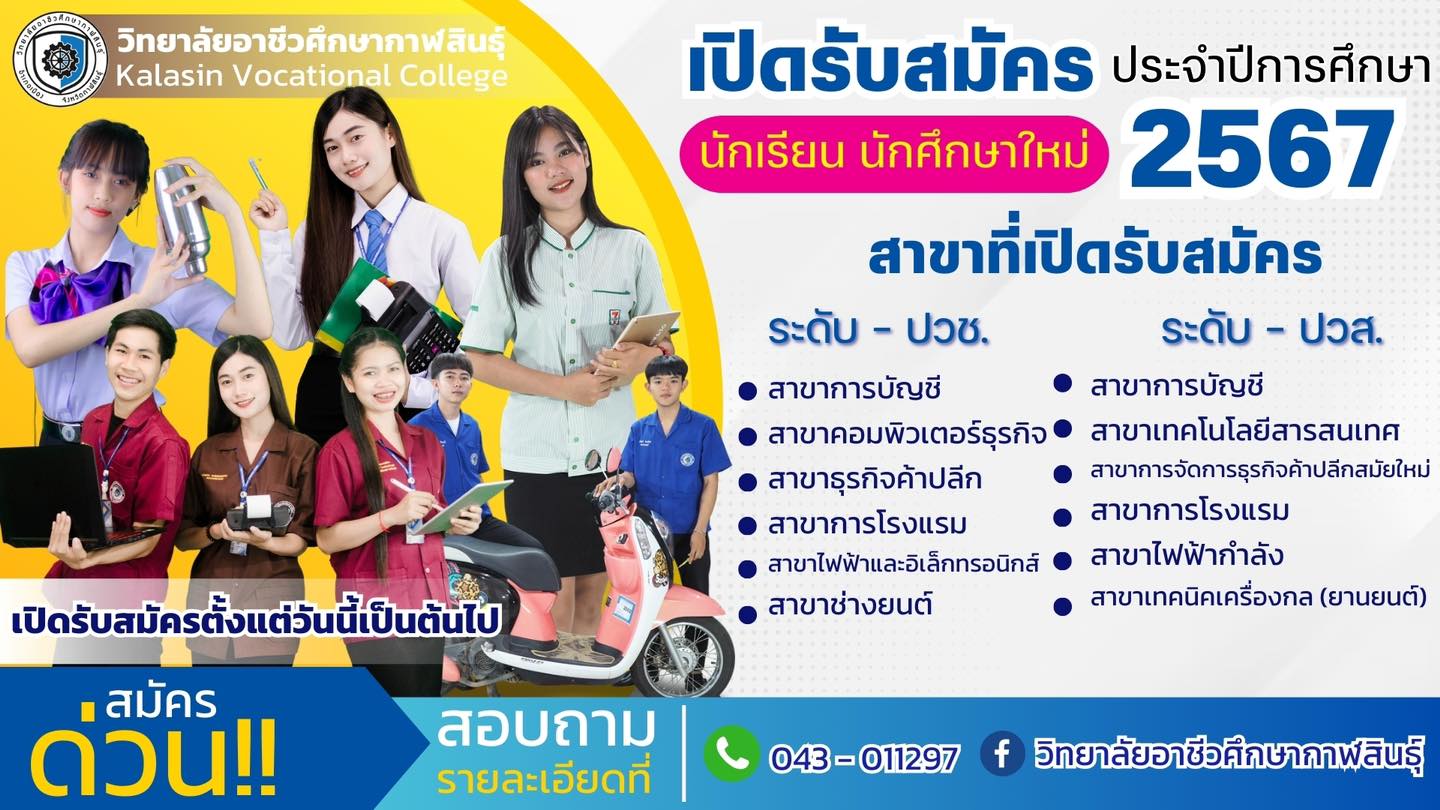 วิทยาลัยอาชีวศึกษากาฬสินธุ์
Kalasin Vocational College
เปิดรับสมัคร
ประจำปีการศึกษา
นักเรียน นักศึกษาใหม่
2567
สาขาที่เปิดรับสมัคร
ระดับ - ปวช.
สาขาการบัญชี
สาขาคอมพิวเตอร์ธุรกิจ
สาขาธุรกิจค้าปลีก
สาขาการโรงแรม
สาขาไฟฟ้าและอิเล็กทรอนิกส์
สาขาช่างยนต์
ระดับ - ปวส.
สาขาการบัญชี
สาขาเทคโนโลยีสารสนเทศ
สาขาการจัดการธุรกิจค้าปลีกสมัยใหม่
สาขาการโรงแรม
สาขาไฟฟ้ากำลัง
สาขาเทคนิคเครื่องกล (ยานยนต์)
เปิดรับสมัครตั้งแต่วันนี้เป็นต้นไป
สมัคร
ด่วน!!
สอบถาม
รายละเอียดที่
043 - 011297
วิทยาลัยอาชีวศึกษากาฬสินธุ์